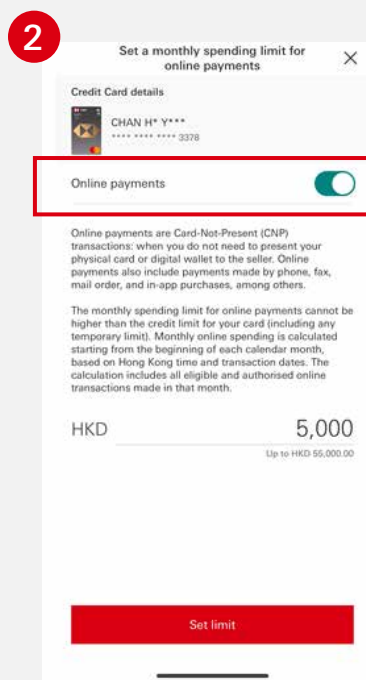 2
Set a monthly spending limit for
online payments
Credit Card details
CHAN H* Y***
**** **** **** 3378
Online payments
Online payments are Card-Not-Present (CNP)
transactions: when you do not need to present your
physical card or digital wallet to the seller. Online
payments also include payments made by phone, fax,
mail order, and in-app purchases, among others.
The monthly spending limit for online payments cannot be
higher than the credit limit for your card (including any
temporary limit). Monthly online spending is calculated
starting from the beginning of each calendar month,
based on Hong Kong time and transaction dates. The
calculation includes all eligible and authorised online
transactions made in that month.
HKD 5,000
Up to HKD 55,000.00
Set limit